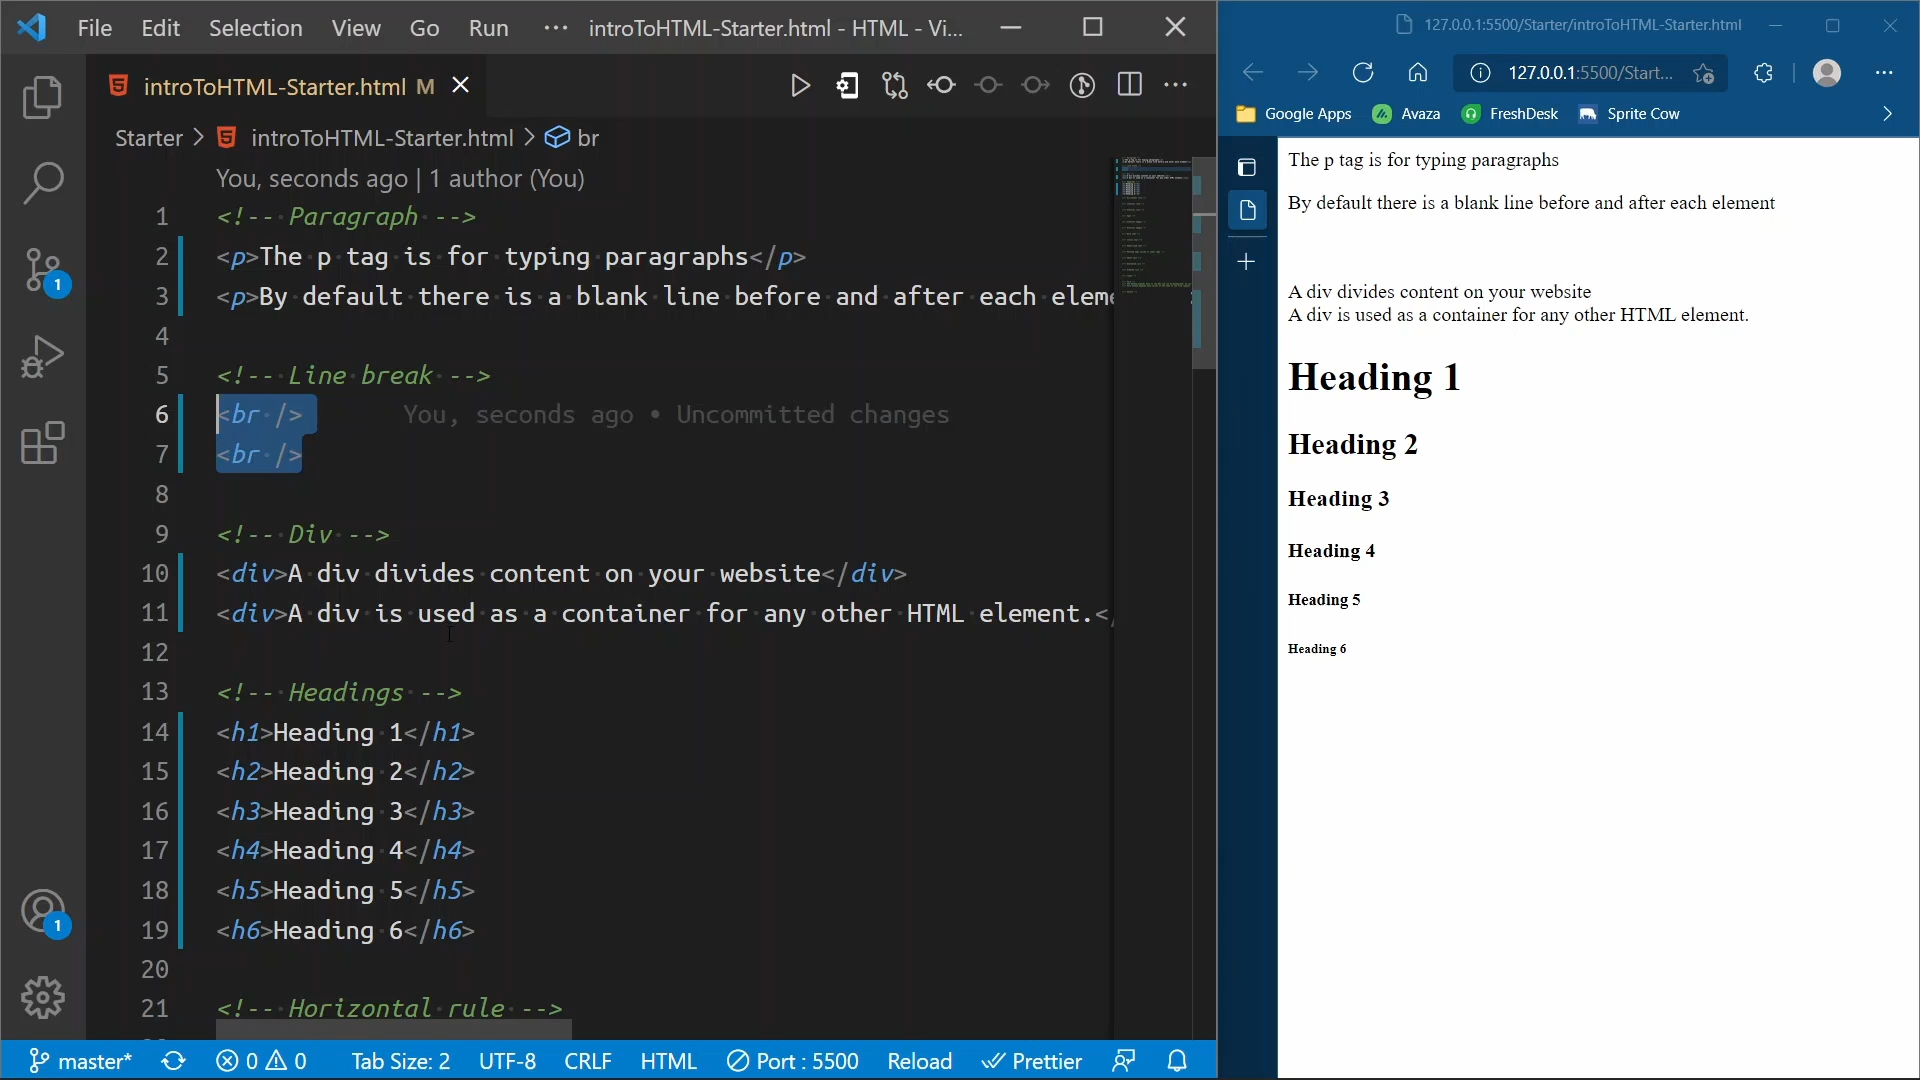 File Edit Selection View Go Run ··· introToHTML-Starter.html - HTML - Vi...
introToHTML-Starter.html M
Starter > introToHTML-Starter.html > br
You, seconds ago | 1 author (You)
1 <!-- Paragraph -->
2 <p>The p tag is for typing paragraphs</p>
3 <p>By default there is a blank line before and after each eleme
4
5 <!-- Line break -->
6 <br /> You, seconds ago • Uncommitted changes
7 <br />
8
9 <!-- Div -->
10 <div>A div divides content on your website</div>
11 <div>A div is used as a container for any other HTML element.</
12
13 <!-- Headings -->
14 <h1>Heading 1</h1>
15 <h2>Heading 2</h2>
16 <h3>Heading 3</h3>
17 <h4>Heading 4</h4>
18 <h5>Heading 5</h5>
19 <h6>Heading 6</h6>
20
21 <!-- Horizontal rule -->
1
1
master* 0 0 Tab Size: 2 UTF-8 CRLF HTML Port : 5500 Reload Prettier
127.0.0.1:5500/Starter/introToHTML-Starter.html
127.0.0.1:5500/Start...
Google Apps Avaza FreshDesk Sprite Cow
The p tag is for typing paragraphs
By default there is a blank line before and after each element
A div divides content on your website
A div is used as a container for any other HTML element.
Heading 1
Heading 2
Heading 3
Heading 4
Heading 5
Heading 6